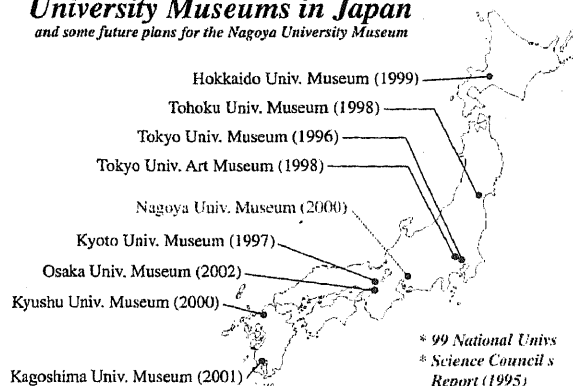 University Museums in Japan
and some future plans for the Nagoya University Museum
Hokkaido Univ. Museum (1999)
Tohoku Univ. Museum (1998)
Tokyo Univ. Museum (1996)
Tokyo Univ. Art Museum (1998)
Nagoya Univ. Museum (2000)
Kyoto Univ. Museum (1997)
Osaka Univ. Museum (2002)
Kyushu Univ. Museum (2000)
Kagoshima Univ. Museum (2001)
* 99 National Univs
* Science Council s
Report (1995)